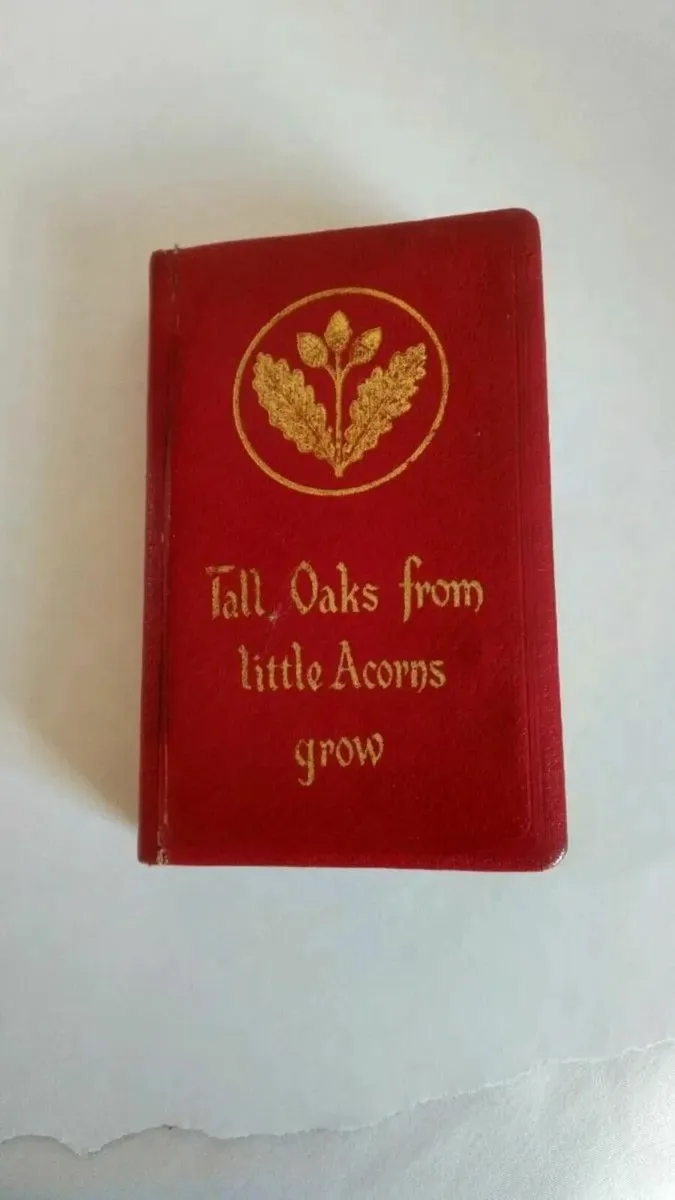 Tall Oaks from
little Acorns
grow